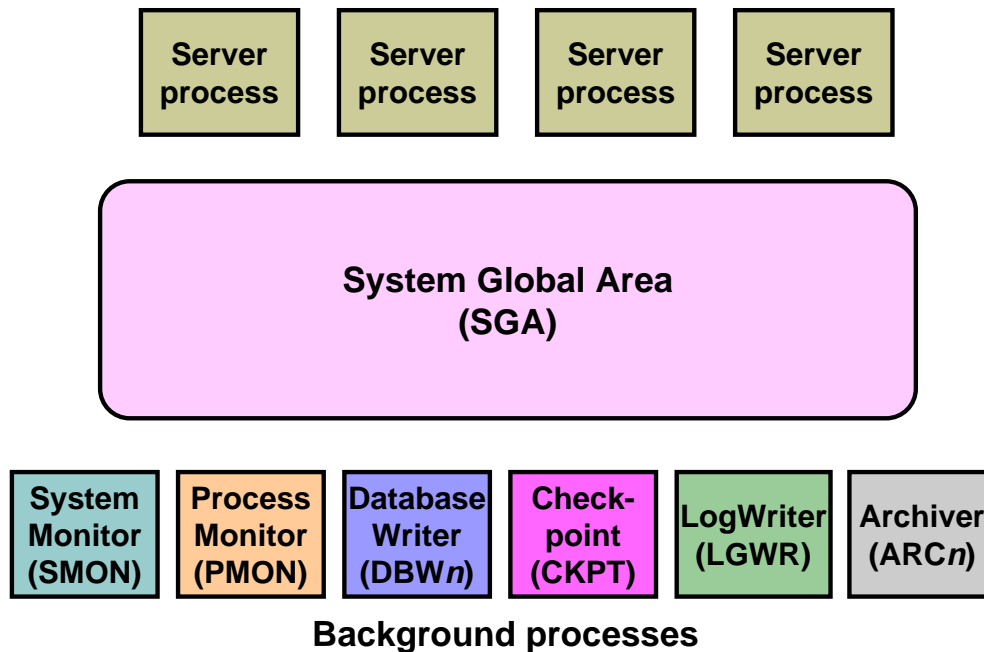 Server
process
Server
process
Server
process
Server
process
System Global Area
(SGA)
System
Monitor
(SMON)
Process
Monitor
(PMON)
Database
Writer
(DBWn)
Check-
point
(CKPT)
LogWriter
(LGWR)
Archiver
(ARCn)
Background processes